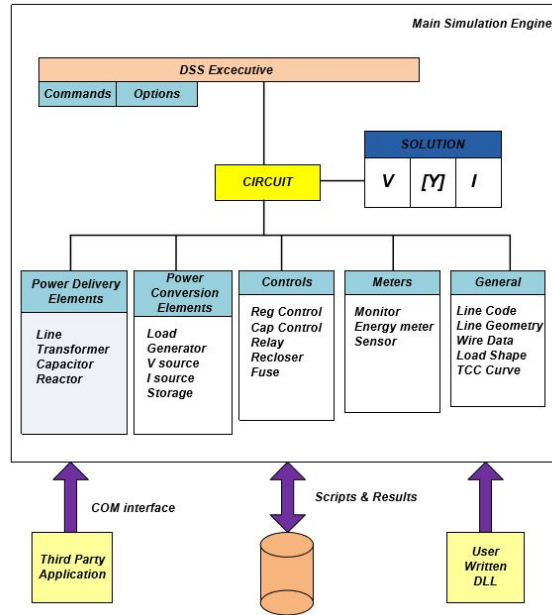 Main Simulation Engine
DSS Excecutive
Commands
Options
SOLUTION
V
[Y]
I
CIRCUIT
Power Delivery
Elements
Line
Transformer
Capacitor
Reactor
Power
Conversion
Elements
Load
Generator
V source
I source
Storage
Controls
Reg Control
Cap Control
Relay
Recloser
Fuse
Meters
Monitor
Energy meter
Sensor
General
Line Code
Line Geometry
Wire Data
Load Shape
TCC Curve
COM interface
Scripts & Results
Third Party
Application
User
Written
DLL